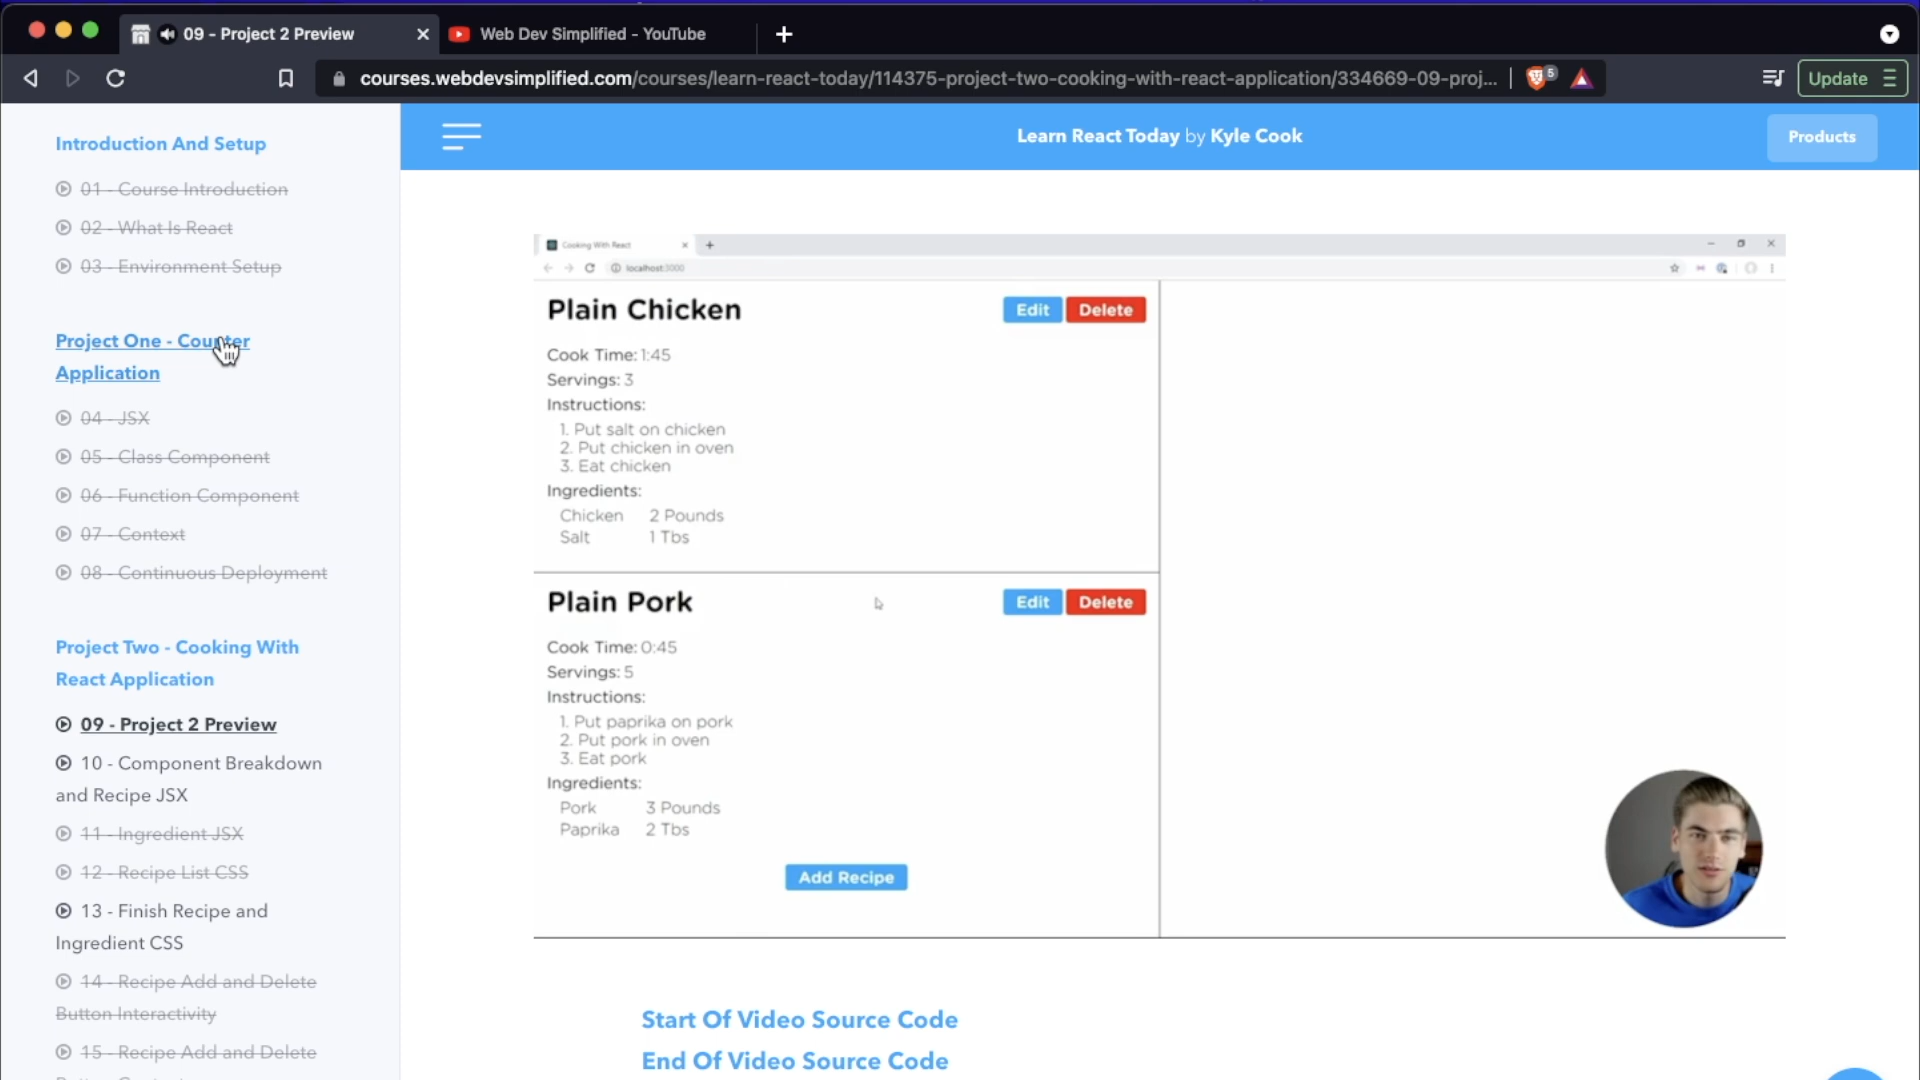 09 - Project 2 Preview
Web Dev Simplified - YouTube
courses.webdevsimplified.com/courses/learn-react-today/114375-project-two-cooking-with-react-application/334669-09-proj...
5
Update
Introduction And Setup
01 - Course Introduction
02 - What Is React
03 - Environment Setup
Project One - Counter
Application
04 - JSX
05 - Class Component
06 - Function Component
07 - Context
08 - Continuous Deployment
Project Two - Cooking With
React Application
09 - Project 2 Preview
10 - Component Breakdown
and Recipe JSX
11 - Ingredient JSX
12 - Recipe List CSS
13 - Finish Recipe and
Ingredient CSS
14 - Recipe Add and Delete
Button Interactivity
15 - Recipe Add and Delete
Learn React Today by Kyle Cook
Products
Cooking With React
localhost:3000
Plain Chicken
Edit
Delete
Cook Time: 1:45
Servings: 3
Instructions:
1. Put salt on chicken
2. Put chicken in oven
3. Eat chicken
Ingredients:
Chicken 2 Pounds
Salt 1 Tbs
Plain Pork
Edit
Delete
Cook Time: 0:45
Servings: 5
Instructions:
1. Put paprika on pork
2. Put pork in oven
3. Eat pork
Ingredients:
Pork 3 Pounds
Paprika 2 Tbs
Add Recipe
Start Of Video Source Code
End Of Video Source Code